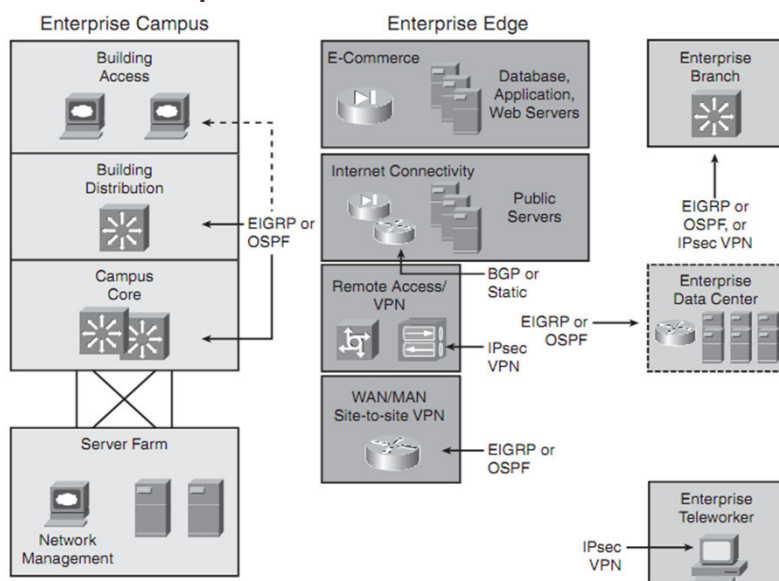 Enterprise Campus
Building
Access
Building
Distribution
EIGRP or
OSPF
Campus
Core
Server Farm
Network
Management
Enterprise Edge
E-Commerce
Database,
Application,
Web Servers
Internet Connectivity
Public
Servers
BGP or
Static
Remote Access/
VPN
IPsec
VPN
WAN/MAN
Site-to-site VPN
EIGRP or
OSPF
Enterprise
Branch
EIGRP or
OSPF, or
IPsec VPN
Enterprise
Data Center
EIGRP or
OSPF
Enterprise
Teleworker
IPsec
VPN